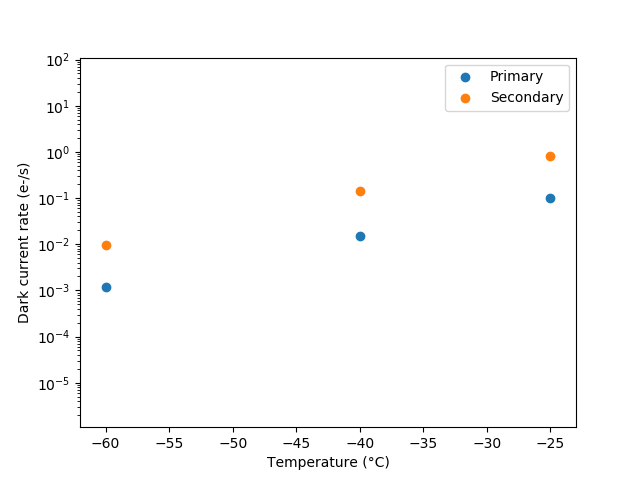 10²
10¹
10⁰
10⁻¹
10⁻²
10⁻³
10⁻⁴
10⁻⁵
Dark current rate (e-/s)
Primary
Secondary
−60 −55 −50 −45 −40 −35 −30 −25
Temperature (°C)